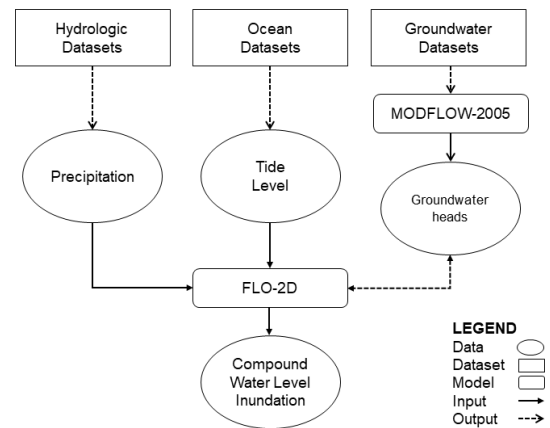 Hydrologic
Datasets
Ocean
Datasets
Groundwater
Datasets
MODFLOW-2005
Precipitation
Tide
Level
Groundwater
heads
FLO-2D
Compound
Water Level
Inundation
LEGEND
Data
Dataset
Model
Input
Output